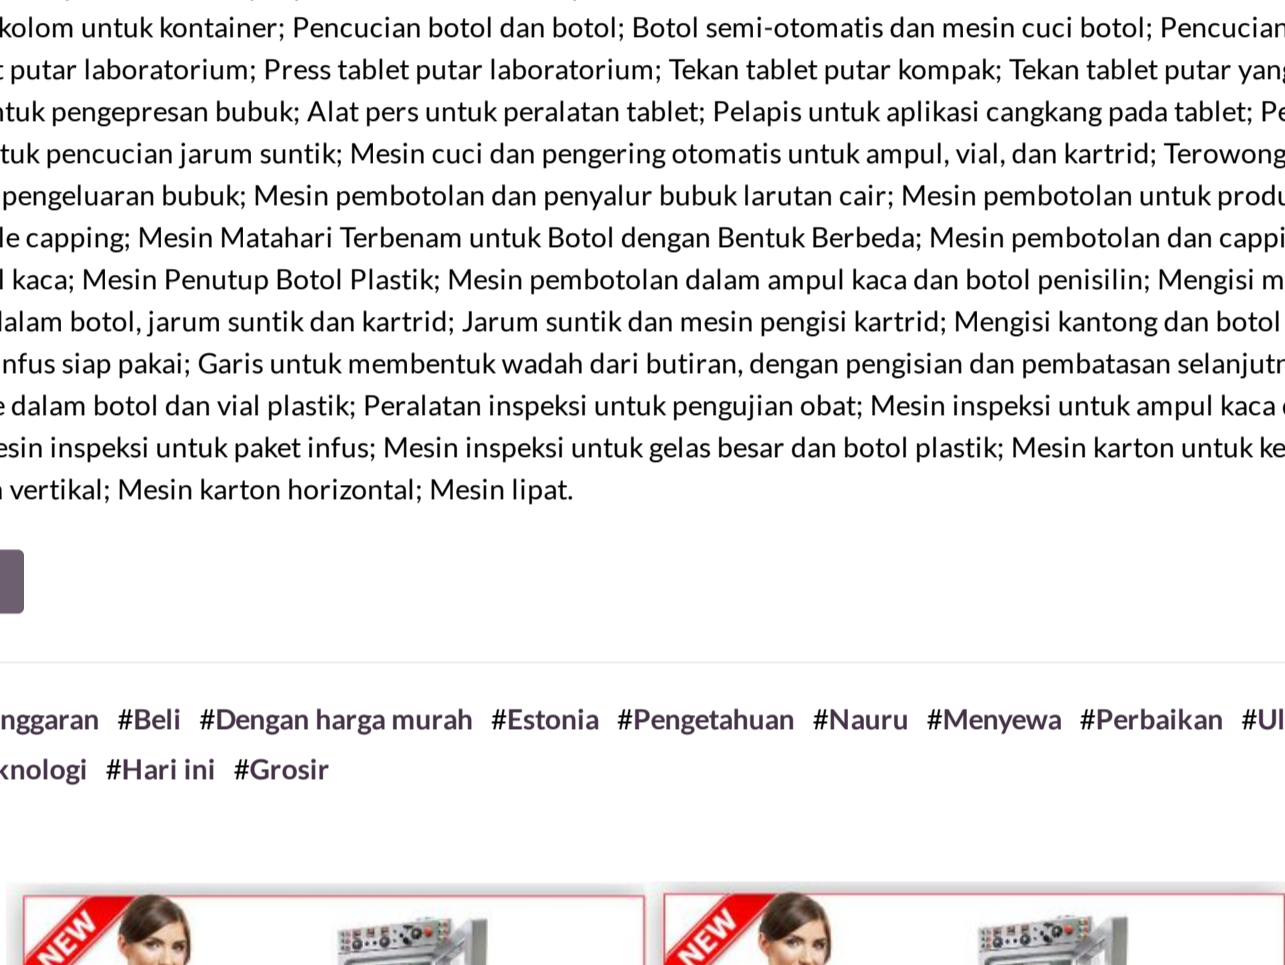 kolom untuk kontainer; Pencucian botol dan botol; Botol semi-otomatis dan mesin cuci botol; Pencucian
putar laboratorium; Press tablet putar laboratorium; Tekan tablet putar kompak; Tekan tablet putar yang
ntuk pengepresan bubuk; Alat pers untuk peralatan tablet; Pelapis untuk aplikasi cangkang pada tablet; Pe
tuk pencucian jarum suntik; Mesin cuci dan pengering otomatis untuk ampul, vial, dan kartrid; Terowong
pengeluaran bubuk; Mesin pembotolan dan penyalur bubuk larutan cair; Mesin pembotolan untuk produ
le capping; Mesin Matahari Terbenam untuk Botol dengan Bentuk Berbeda; Mesin pembotolan dan cappi
l kaca; Mesin Penutup Botol Plastik; Mesin pembotolan dalam ampul kaca dan botol penisilin; Mengisi m
dalam botol, jarum suntik dan kartrid; Jarum suntik dan mesin pengisi kartrid; Mengisi kantong dan botol
nfus siap pakai; Garis untuk membentuk wadah dari butiran, dengan pengisian dan pembatasan selanjutn
e dalam botol dan vial plastik; Peralatan inspeksi untuk pengujian obat; Mesin inspeksi untuk ampul kaca
esin inspeksi untuk paket infus; Mesin inspeksi untuk gelas besar dan botol plastik; Mesin karton untuk ke
vertikal; Mesin karton horizontal; Mesin lipat.
nggaran #Beli #Dengan harga murah #Estonia #Pengetahuan #Nauru #Menyewa #Perbaikan #Ul
knologi #Hari ini #Grosir
NEW NEW